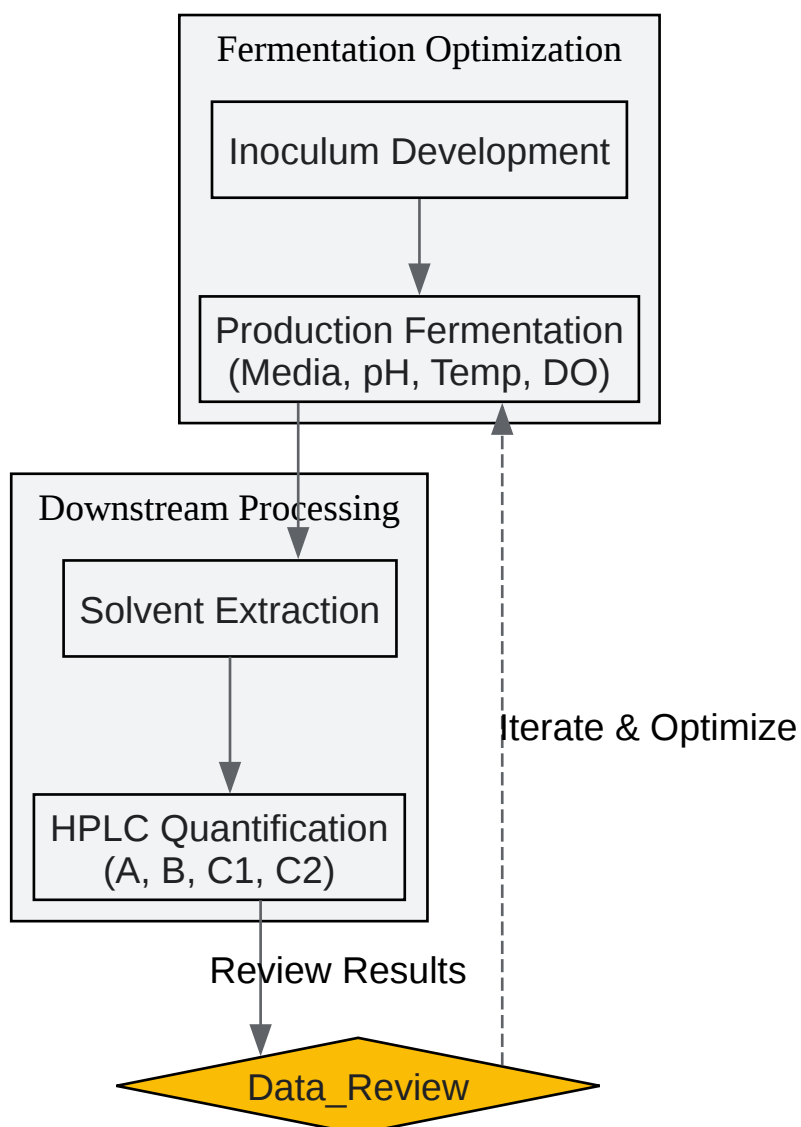 Fermentation Optimization
Inoculum Development
Production Fermentation
(Media, pH, Temp, DO)
Downstream Processing
Solvent Extraction
Iterate & Optimize
HPLC Quantification
(A, B, C1, C2)
Review Results
Data_Review